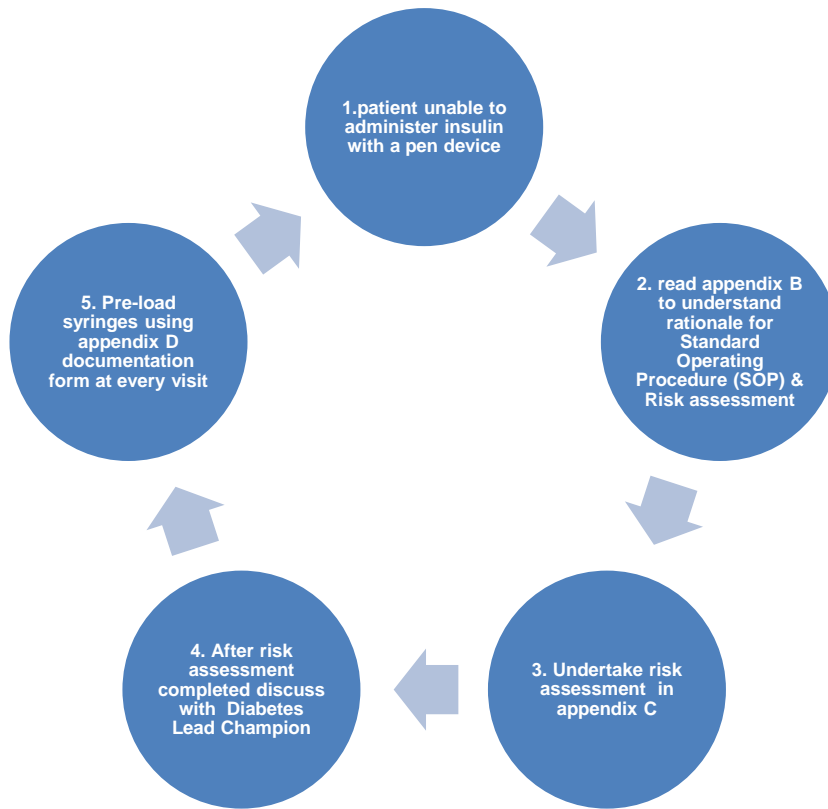 1.patient unable to
administer insulin
with a pen device
2. read appendix B
to understand
rationale for
Standard
Operating
Procedure (SOP) &
Risk assessment
3. Undertake risk
assessment in
appendix C
4. After risk
assessment
completed discuss
with Diabetes
Lead Champion
5. Pre-load
syringes using
appendix D
documentation
form at every visit